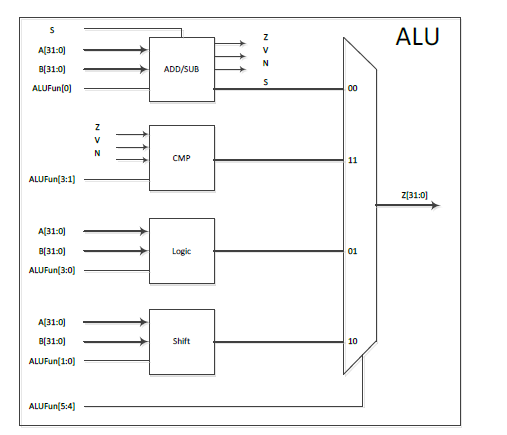 ALU
S
A[31:0]
B[31:0]
ALUFun[0]
ADD/SUB
Z
V
N
S
00
Z
V
N
ALUFun[3:1]
CMP
11
Z[31:0]
A[31:0]
B[31:0]
ALUFun[3:0]
Logic
01
A[31:0]
B[31:0]
ALUFun[1:0]
Shift
10
ALUFun[5:4]